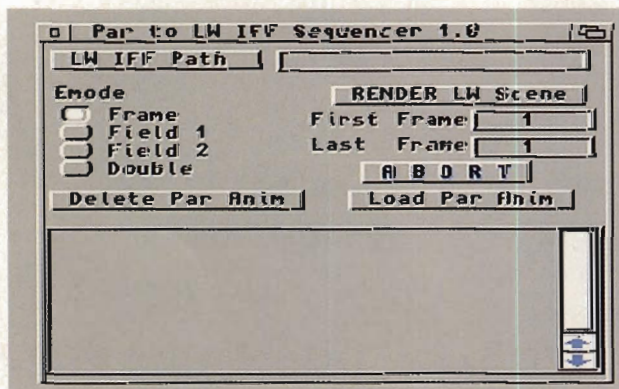 Par to LW IFF Sequencer 1.0
LW IFF Path
Emode
RENDER LW Scene
Frame
First Frame 1
Field 1
Last Frame 1
Field 2
Double
ABORT
Delete Par Anim
Load Par Anim